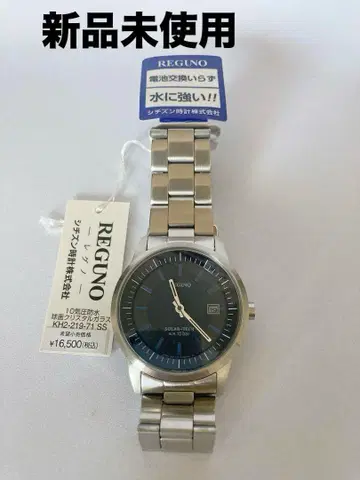 新品未使用
REGUNO
電池交換いらず
水に強い!!
シチズン時計株式会社
REGUNO
ーレグノー
シチズン時計株式会社
10気圧防水
球面クリスタルガラス
KH2-219-71 SS
希望小売価格
¥16,500(税込)
REGUNO
SOLAR-TECH
W.R. 10 bar